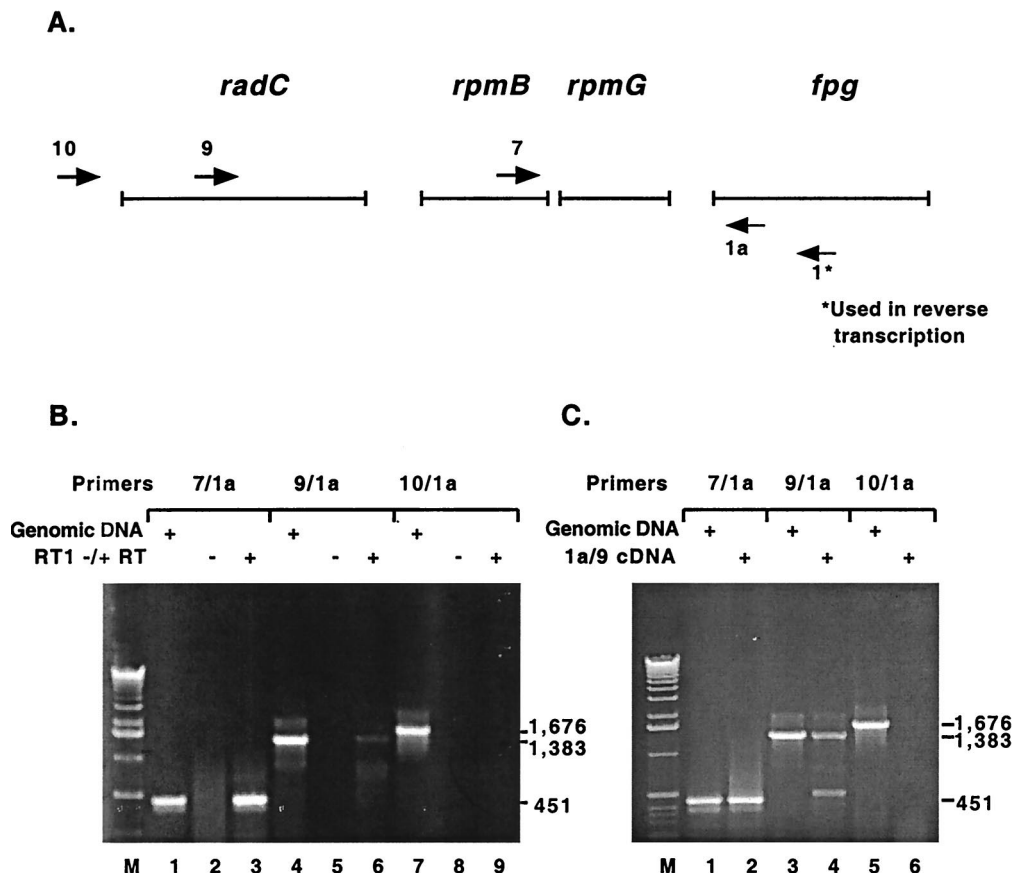 A.
radC rpmB rpmG fpg
10 9 7
1a
1*
*Used in reverse
transcription
B.
Primers 7/1a 9/1a 10/1a
Genomic DNA + + +
RT1 -/+ RT - + - + - +
1,676
1,383
451
M 1 2 3 4 5 6 7 8 9
C.
Primers 7/1a 9/1a 10/1a
Genomic DNA + + +
1a/9 cDNA + + +
1,676
1,383
451
M 1 2 3 4 5 6